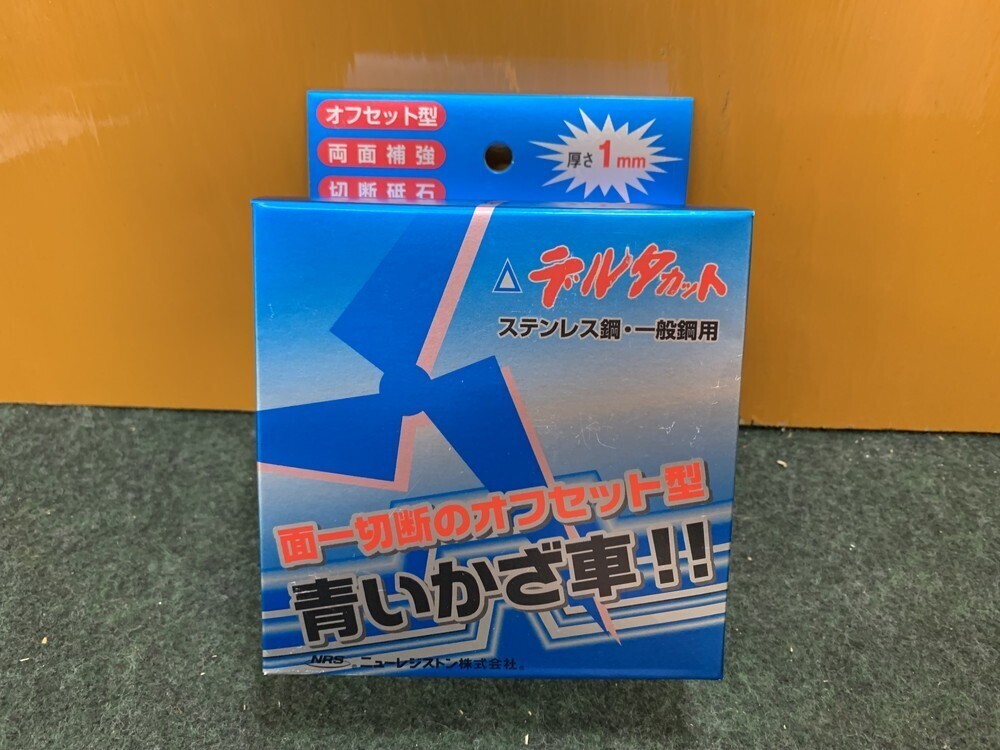 オフセット型
両面補強
切断砥石
厚さ1mm
デルタカット
ステンレス鋼・一般鋼用
面一切断のオフセット型
青いかざ車!!
NRS ニューレジストン株式会社